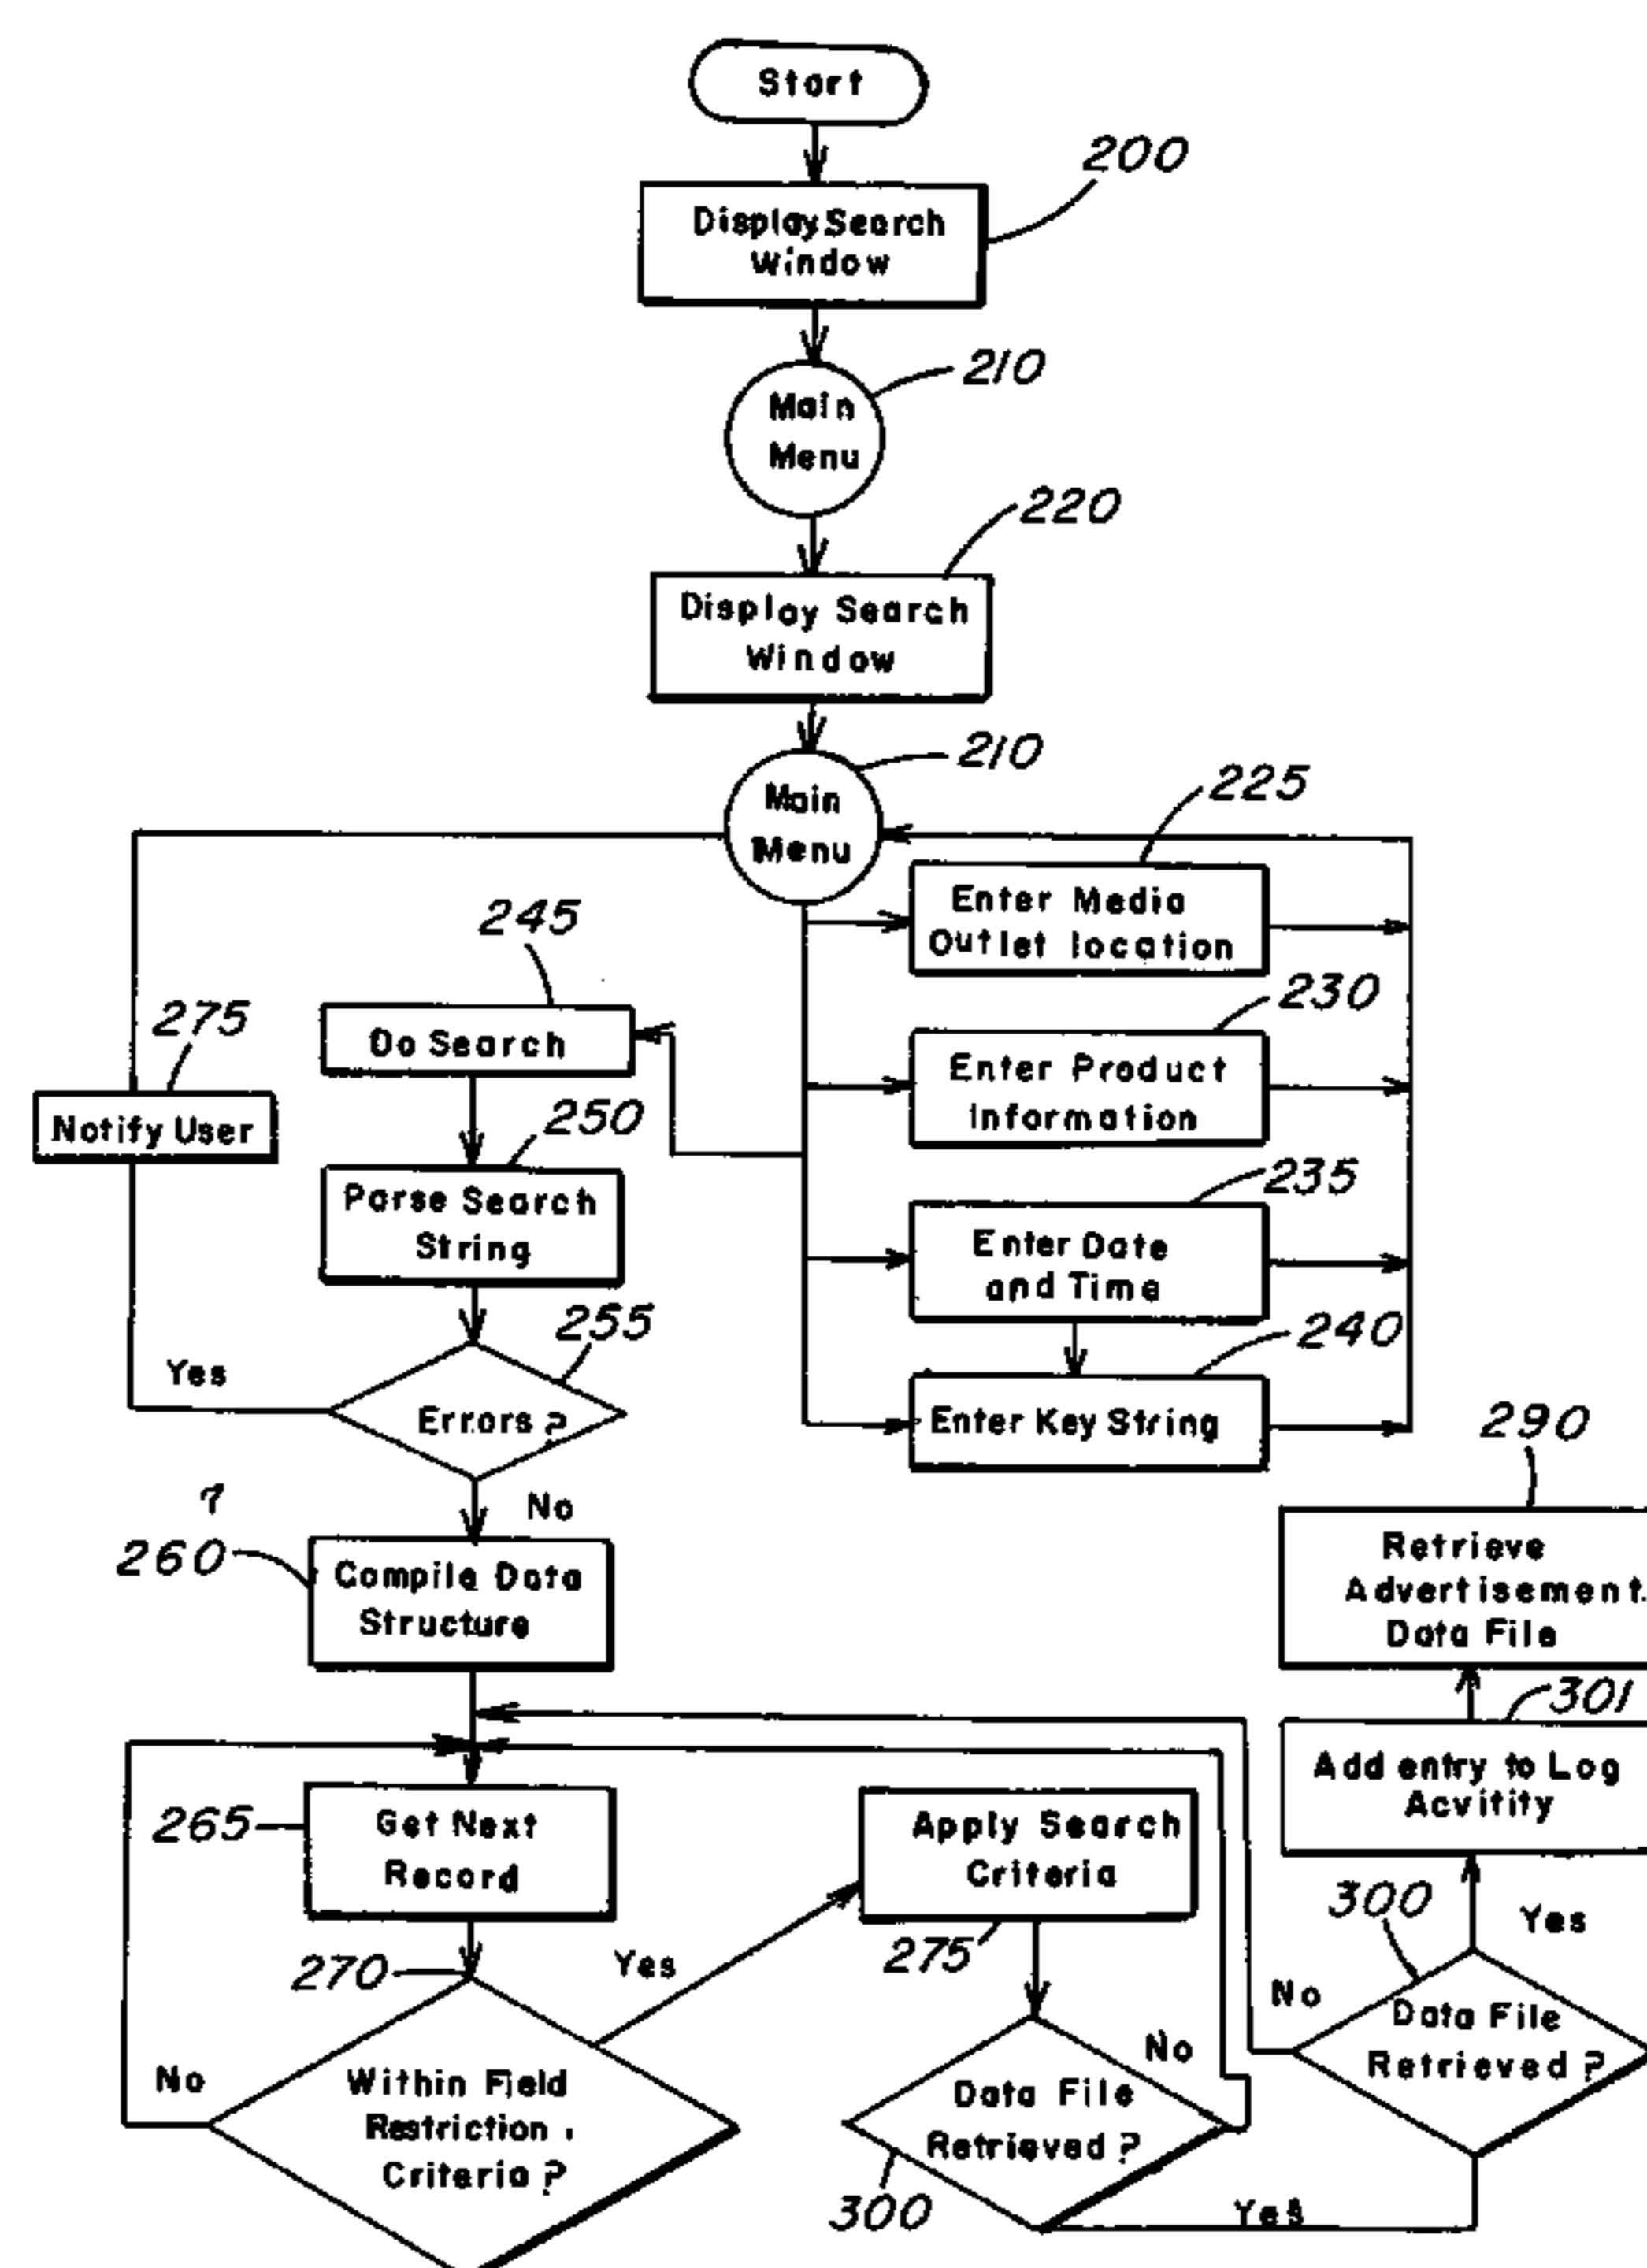 Start
200
Display Search
Window
210
Main
Menu
220
Display Search
Window
210
Main
Menu
225
Enter Media
Outlet location
245
Do Search
230
Enter Product
Information
275
Notify User
250
Parse Search
String
235
Enter Date
and Time
255
Yes
Errors?
240
Enter Key String
No
?
260
Compile Data
Structure
290
Retrieve
Advertisement
Data File
301
Add entry to Log
Acvitity
265
Get Next
Record
Apply Search
Criteria
275
300
Yes
270
Yes
No
Within Field
Restriction
Criteria?
No
Data File
Retrieved?
300
No
Data File
Retrieved?
Yes